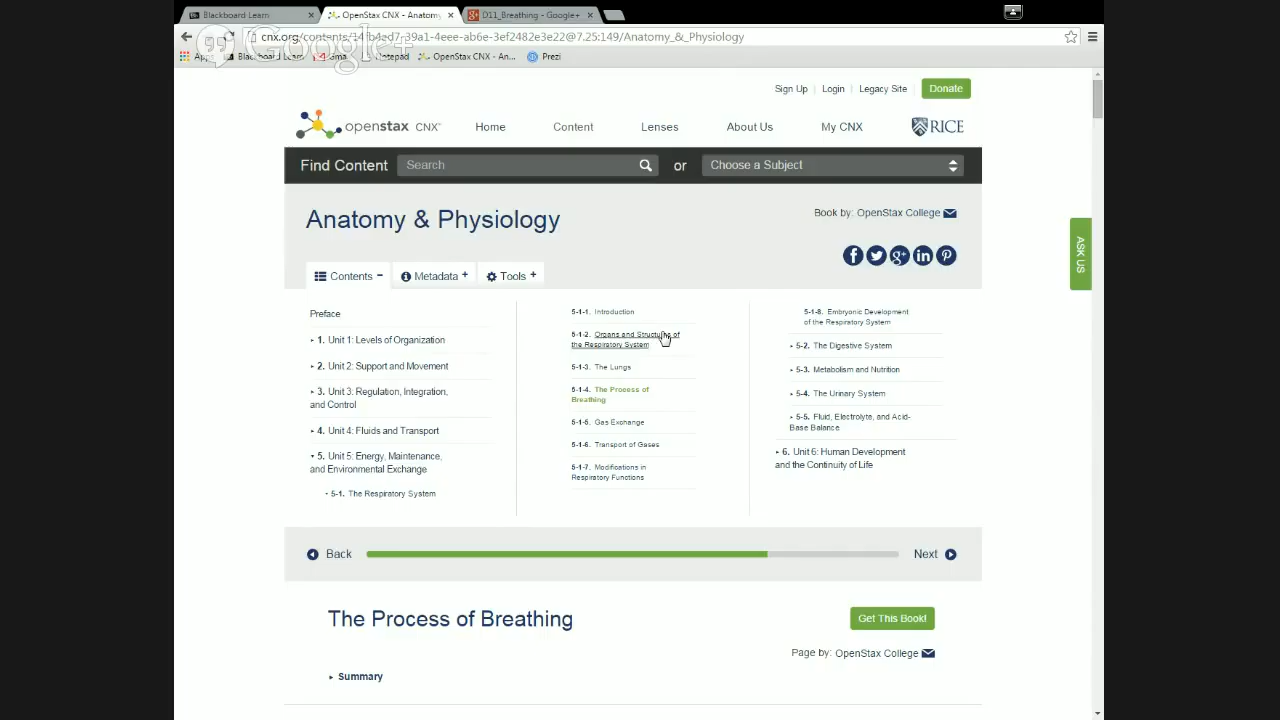 Blackboard Learn
OpenStax CNX - Anatomy
D11_Breathing - Google+
cnx.org/contents/14fb4ad7-39a1-4eee-ab6e-3ef2482e3e22@7.25:149/Anatomy_&_Physiology
Google+
Apps Blackboard Learn Gmail Notepad OpenStax CNX - An... Prezi
Sign Up Login Legacy Site Donate
openstax CNX Home Content Lenses About Us My CNX RICE
Find Content Search or Choose a Subject
Anatomy & Physiology
Book by: OpenStax College
ASK US
Contents - Metadata + Tools +
Preface
1. Unit 1: Levels of Organization
2. Unit 2: Support and Movement
3. Unit 3: Regulation, Integration,
and Control
4. Unit 4: Fluids and Transport
5. Unit 5: Energy, Maintenance,
and Environmental Exchange
5-1. The Respiratory System
5-1-1. Introduction
5-1-2. Organs and Structures of
the Respiratory System
5-1-3. The Lungs
5-1-4. The Process of
Breathing
5-1-5. Gas Exchange
5-1-6. Transport of Gases
5-1-7. Modifications in
Respiratory Functions
5-1-8. Embryonic Development
of the Respiratory System
5-2. The Digestive System
5-3. Metabolism and Nutrition
5-4. The Urinary System
5-5. Fluid, Electrolyte, and Acid-
Base Balance
6. Unit 6: Human Development
and the Continuity of Life
Back Next
The Process of Breathing
Get This Book!
Page by: OpenStax College
Summary